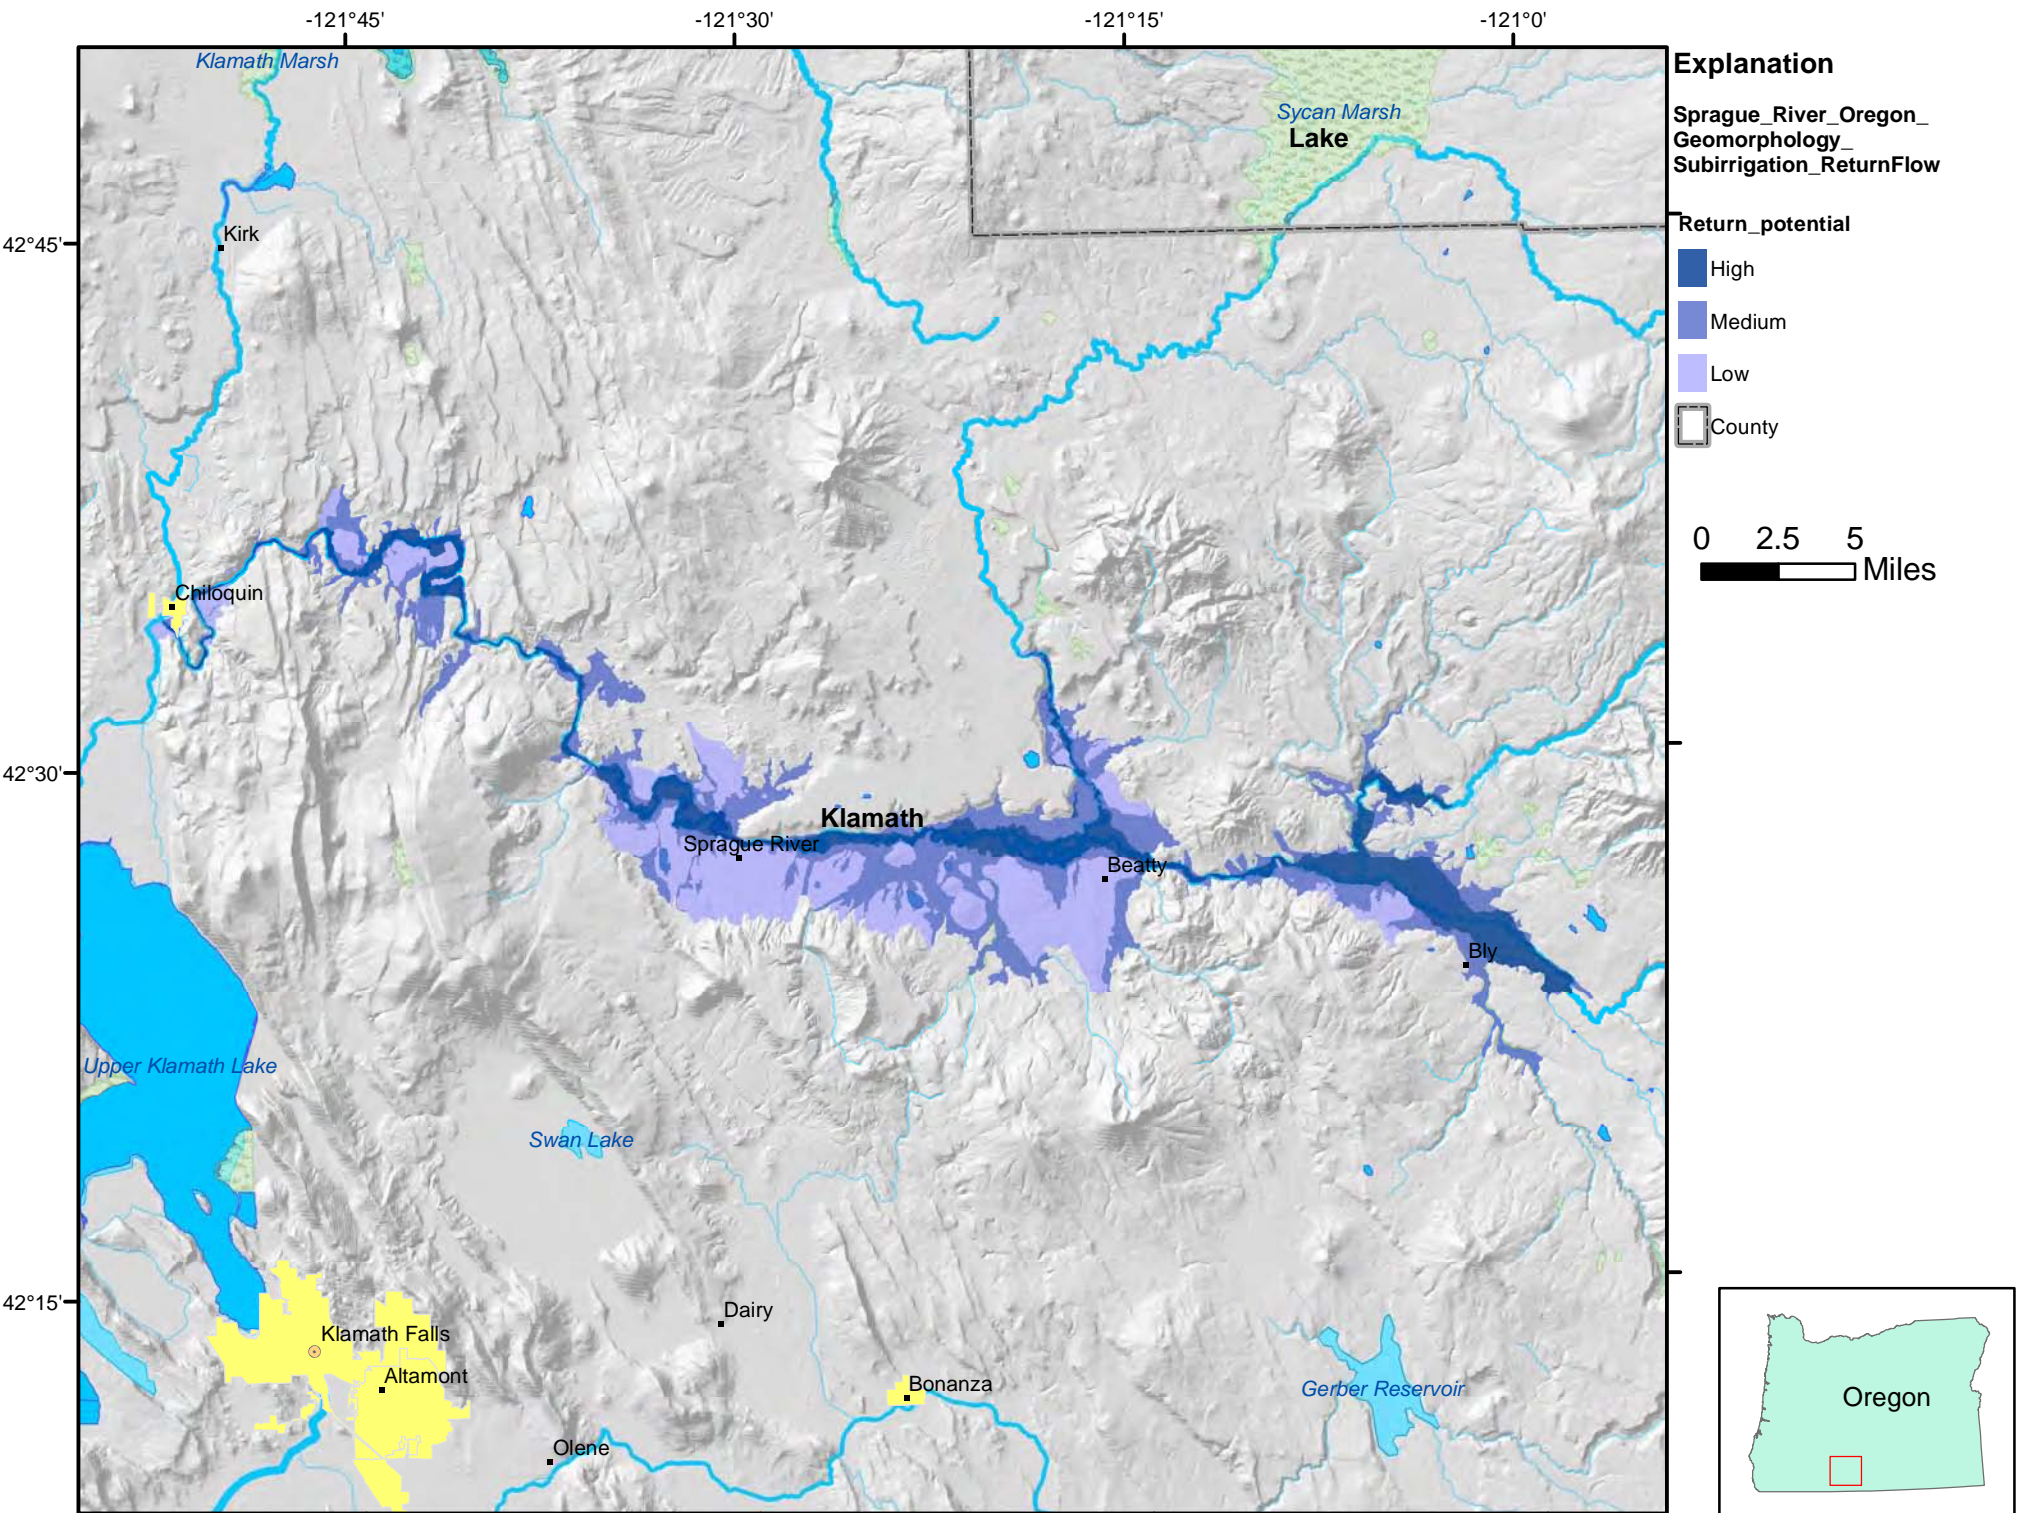 -121°45'
-121°30'
-121°15'
-121°0'
Klamath Marsh
Explanation
Sprague_River_Oregon_
Geomorphology_
Subirrigation_ReturnFlow
Sycan Marsh
Lake
Return_potential
Kirk
42°45'
High
Medium
Low
County
0 2.5 5
Miles
Chiloquin
42°30'
Klamath
Sprague River
Beatty
Bly
Upper Klamath Lake
Swan Lake
42°15'
Dairy
Klamath Falls
Altamont
Bonanza
Gerber Reservoir
Oregon
Olene